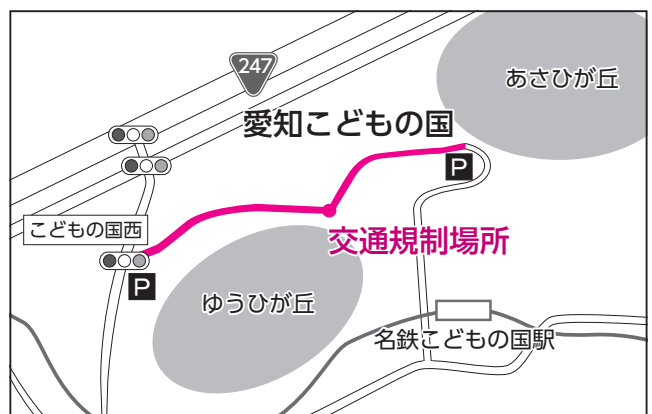 247
あさひが丘
愛知こどもの国
P
こどもの国西
交通規制場所
P
ゆうひが丘
名鉄こどもの国駅